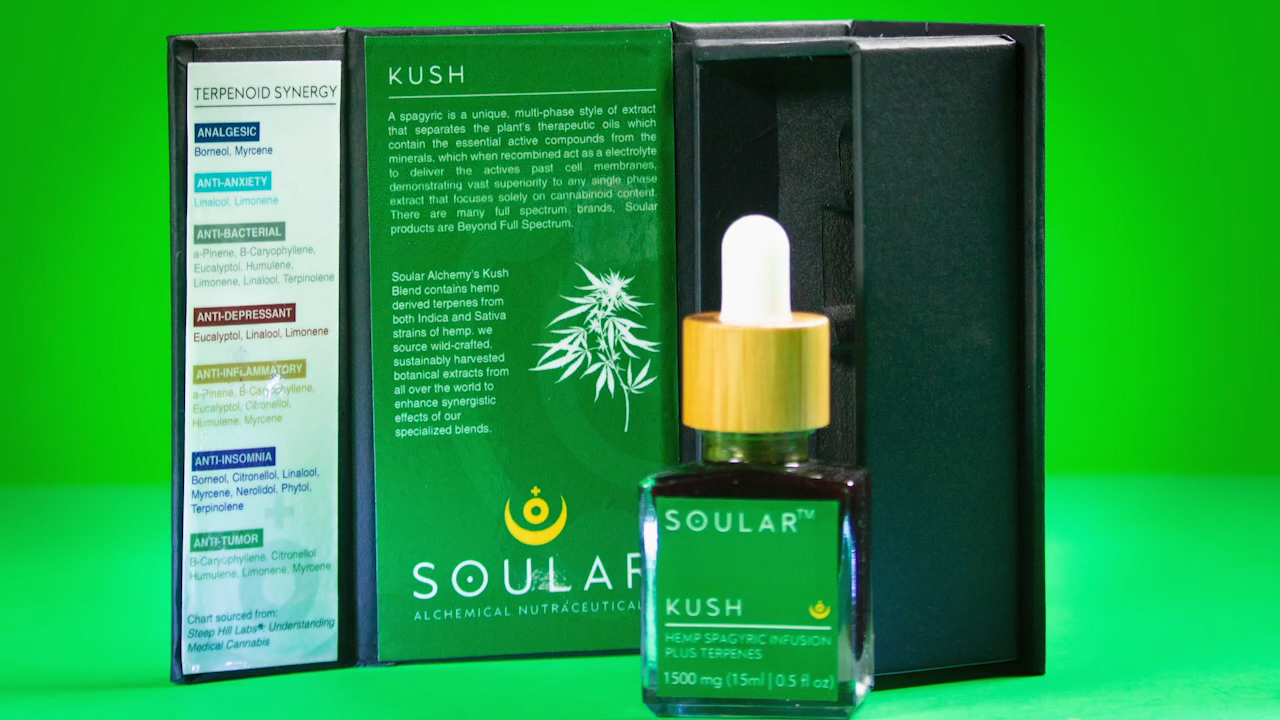 TERPENOID SYNERGY
ANALGESIC
Borneol, Myrcene
ANTI-ANXIETY
Linalool, Limonene
ANTI-BACTERIAL
a-Pinene, B-Caryophyllene,
Eucalyptol, Humulene,
Limonene, Linalool, Terpinolene
ANTI-DEPRESSANT
Eucalyptol, Linalool, Limonene
ANTI-INFLAMMATORY
a-Pinene, B-Caryophyllene,
Eucalyptol, Citronellol,
Humulene, Myrcene
ANTI-INSOMNIA
Borneol, Citronellol, Linalool,
Myrcene, Nerolidol, Phytol,
Terpinolene
ANTI-TUMOR
B-Caryophyllene, Citronellol
Humulene, Limonene, Myrcene
Chart sourced from:
Steep Hill Labs®: Understanding
Medical Cannabis
KUSH
A spagyric is a unique, multi-phase style of extract
that separates the plant's therapeutic oils which
contain the essential active compounds from the
minerals, which when recombined act as a electrolyte
to deliver the actives past cell membranes,
demonstrating vast superiority to any single phase
extract that focuses solely on cannabinoid content.
There are many full spectrum brands, Soular
products are Beyond Full Spectrum.
Soular Alchemy's Kush
Blend contains hemp
derived terpenes from
both Indica and Sativa
strains of hemp. we
source wild-crafted,
sustainably harvested
botanical extracts from
all over the world to
enhance synergistic
effects of our
specialized blends.
SOULAR
ALCHEMICAL NUTRACEUTICAL
SOULAR™
KUSH
HEMP SPAGYRIC INFUSION
PLUS TERPENES
1500 mg (15ml | 0.5 fl oz)